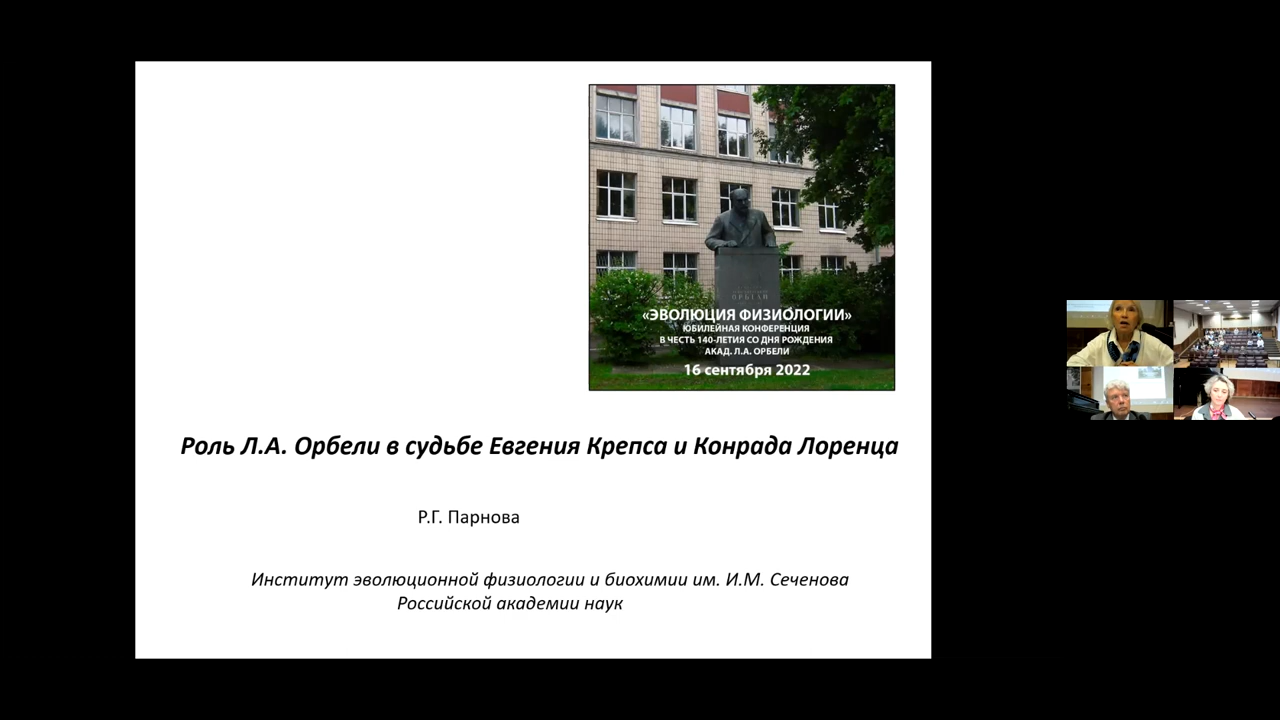 ОРБЕЛИ
«ЭВОЛЮЦИЯ ФИЗИОЛОГИИ»
ЮБИЛЕЙНАЯ КОНФЕРЕНЦИЯ
В ЧЕСТЬ 140-ЛЕТИЯ СО ДНЯ РОЖДЕНИЯ
АКАД. Л.А. ОРБЕЛИ
16 сентября 2022
Роль Л.А. Орбели в судьбе Евгения Крепса и Конрада Лоренца
Р.Г. Парнова
Институт эволюционной физиологии и биохимии им. И.М. Сеченова
Российской академии наук